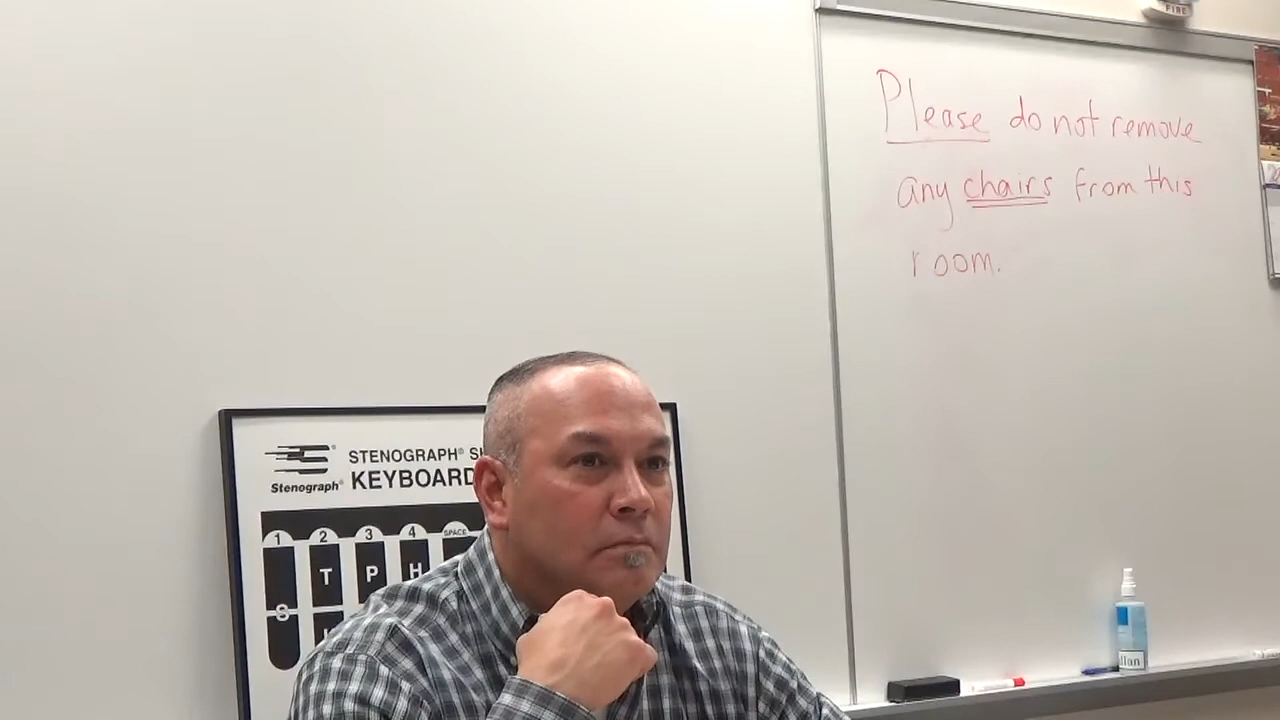 FIRE
Please do not remove
any chairs from this
room.
STENOGRAPH®
KEYBOARD
Stenograph®
1 2 3 4 SPACE
S T P H